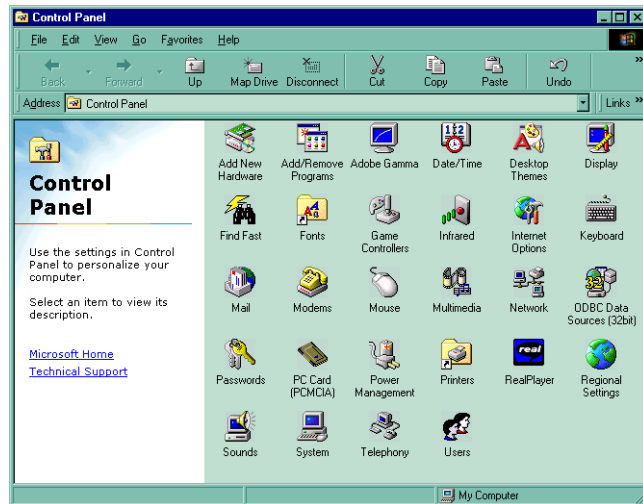 Control Panel
File Edit View Go Favorites Help
Back Forward Up Map Drive Disconnect Cut Copy Paste Undo »
Address Control Panel Links »
Control
Panel
Use the settings in Control
Panel to personalize your
computer.
Select an item to view its
description.
Microsoft Home
Technical Support
Add New
Hardware
Add/Remove
Programs
Adobe Gamma
Date/Time
Desktop
Themes
Display
Find Fast
Fonts
Game
Controllers
Infrared
Internet
Options
Keyboard
Mail
Modems
Mouse
Multimedia
Network
ODBC Data
Sources (32bit)
Passwords
PC Card
(PCMCIA)
Power
Management
Printers
real
RealPlayer
Regional
Settings
Sounds
System
Telephony
Users
My Computer